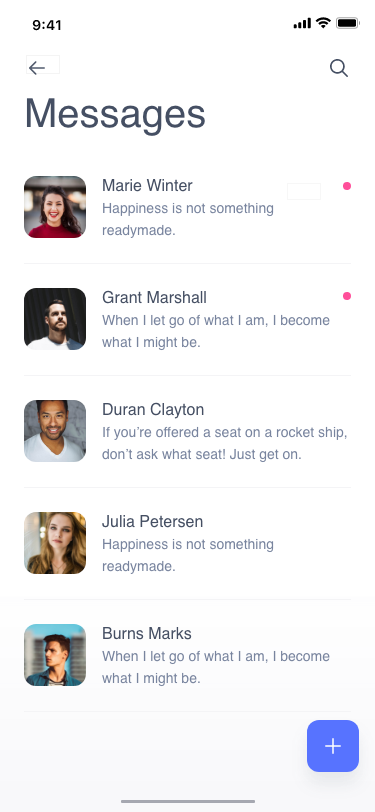 9:41
Messages
Marie Winter
Happiness is not something
readymade.
Grant Marshall
When I let go of what I am, I become
what I might be.
Duran Clayton
If you’re offered a seat on a rocket ship,
don’t ask what seat! Just get on.
Julia Petersen
Happiness is not something
readymade.
Burns Marks
When I let go of what I am, I become
what I might be.